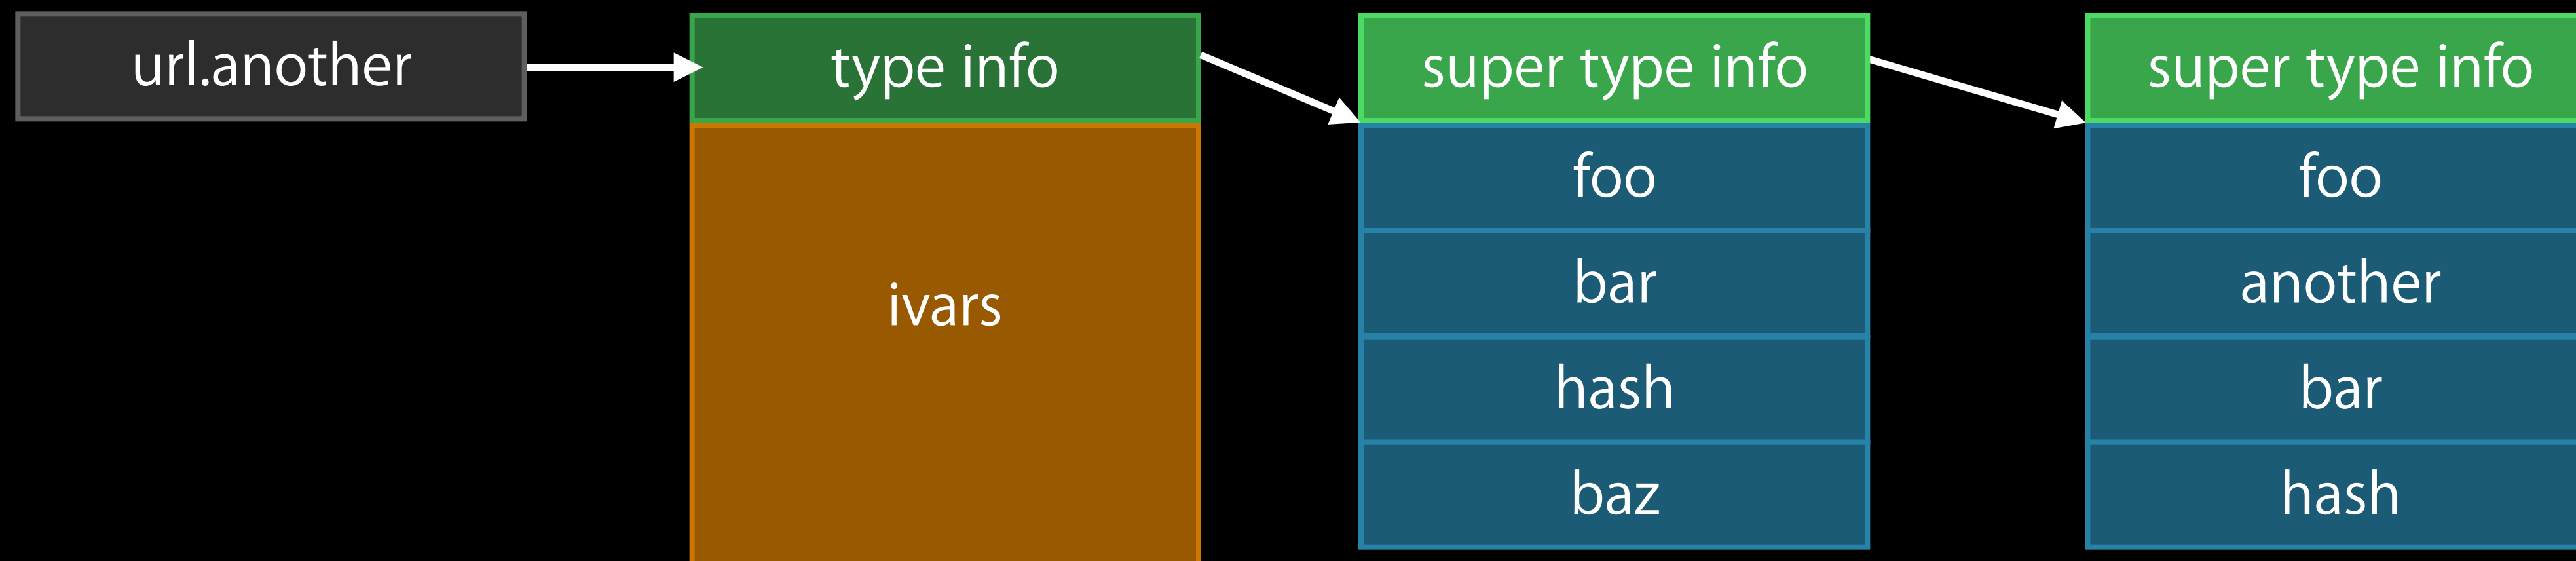 url.another
type info
ivars
super type info
foo
bar
hash
baz
super type info
foo
another
bar
hash